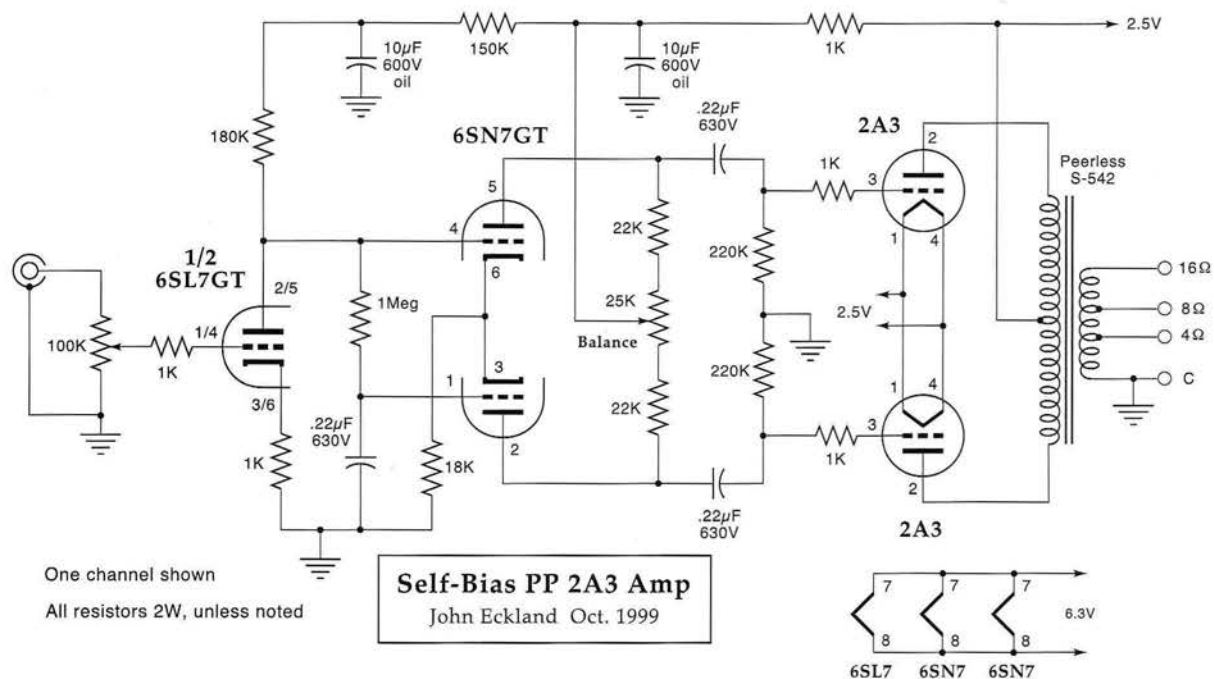 2.5V
150K
1K
10µF
600V
oil
10µF
600V
oil
180K
6SN7GT
.22µF
630V
2A3
2
Peerless
S-542
1K
3
5
4
6
22K
220K
1
4
1/2
6SL7GT
2/5
1Meg
25K
Balance
2.5V
16Ω
8Ω
4Ω
C
100K
1/4
1K
3/6
3
1
2
22K
220K
1
4
3
1K
2
.22µF
630V
1K
18K
.22µF
630V
2A3
One channel shown
All resistors 2W, unless noted
Self-Bias PP 2A3 Amp
John Eckland Oct. 1999
7
7
7
6.3V
8
8
8
6SL7
6SN7
6SN7